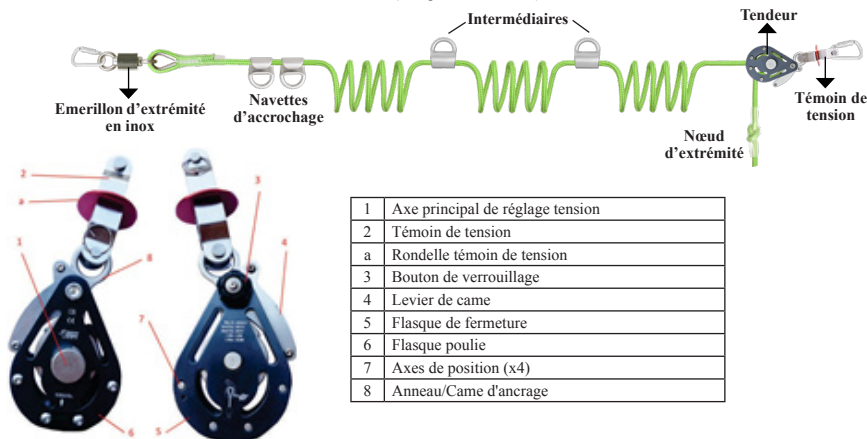 Intermédiaires
Tendeur
Emerillon d'extrémité
en inox
Navettes
d'accrochage
Nœud
d'extrémité
Témoin de
tension
2
a
1
8
6
3
4
7
5
1 Axe principal de réglage tension
2 Témoin de tension
a Rondelle témoin de tension
3 Bouton de verrouillage
4 Levier de came
5 Flasque de fermeture
6 Flasque poulie
7 Axes de position (x4)
8 Anneau/Came d'ancrage